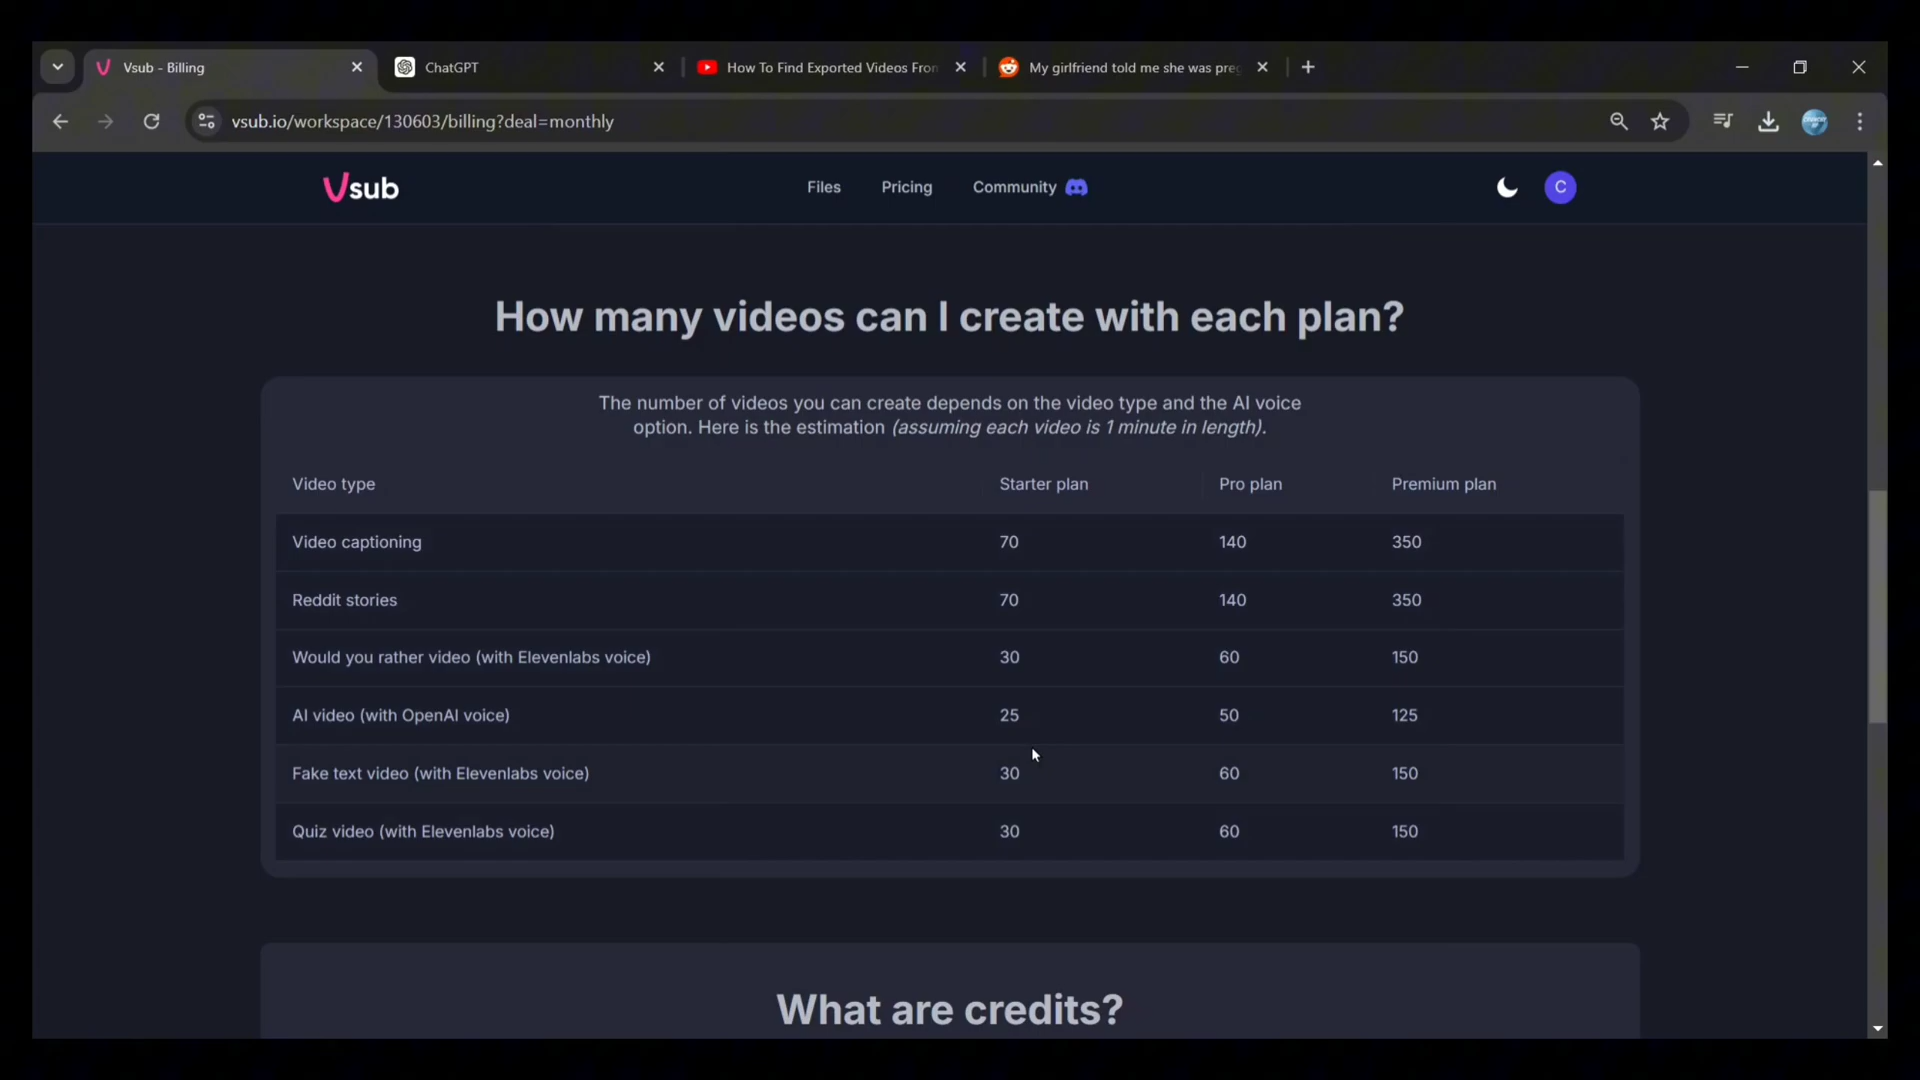 Vsub - Billing
ChatGPT
How To Find Exported Videos Fron
My girlfriend told me she was preg
vsub.io/workspace/130603/billing?deal=monthly
Vsub
Files
Pricing
Community
C
How many videos can I create with each plan?
The number of videos you can create depends on the video type and the AI voice
option. Here is the estimation (assuming each video is 1 minute in length).
Video type Starter plan Pro plan Premium plan
Video captioning 70 140 350
Reddit stories 70 140 350
Would you rather video (with Elevenlabs voice) 30 60 150
AI video (with OpenAI voice) 25 50 125
Fake text video (with Elevenlabs voice) 30 60 150
Quiz video (with Elevenlabs voice) 30 60 150
What are credits?